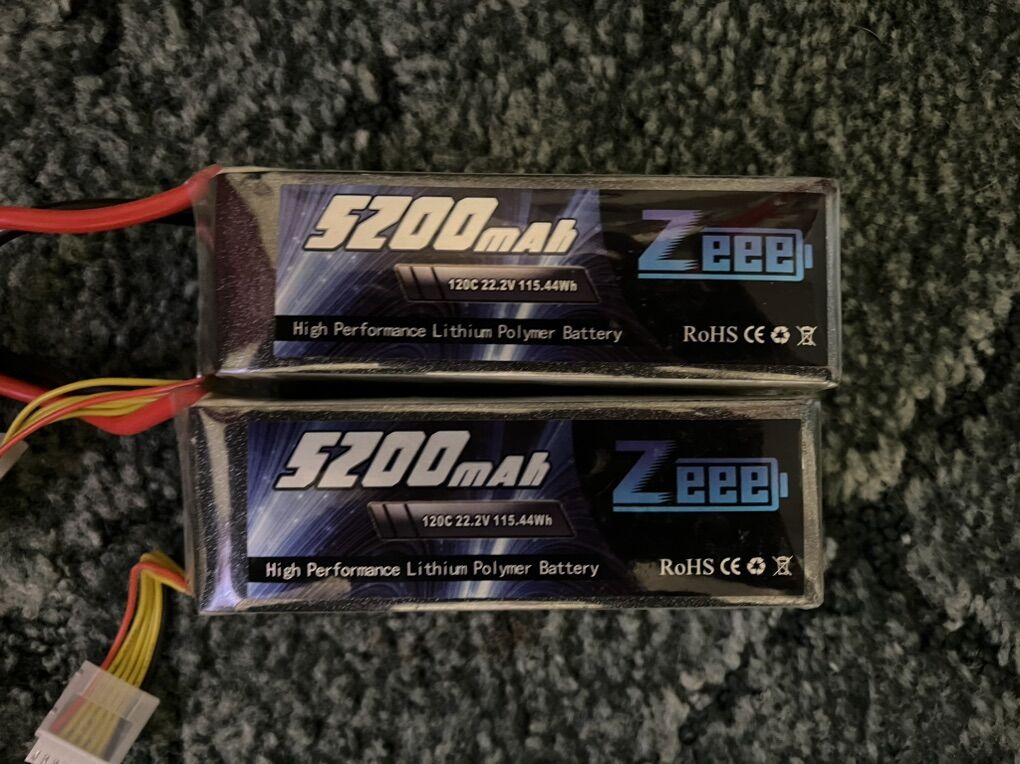 5200mAh
Zeee
120C 22.2V 115.44Wh
High Performance Lithium Polymer Battery
RoHS CE
5200mAh
Zeee
120C 22.2V 115.44Wh
High Performance Lithium Polymer Battery
RoHS CE